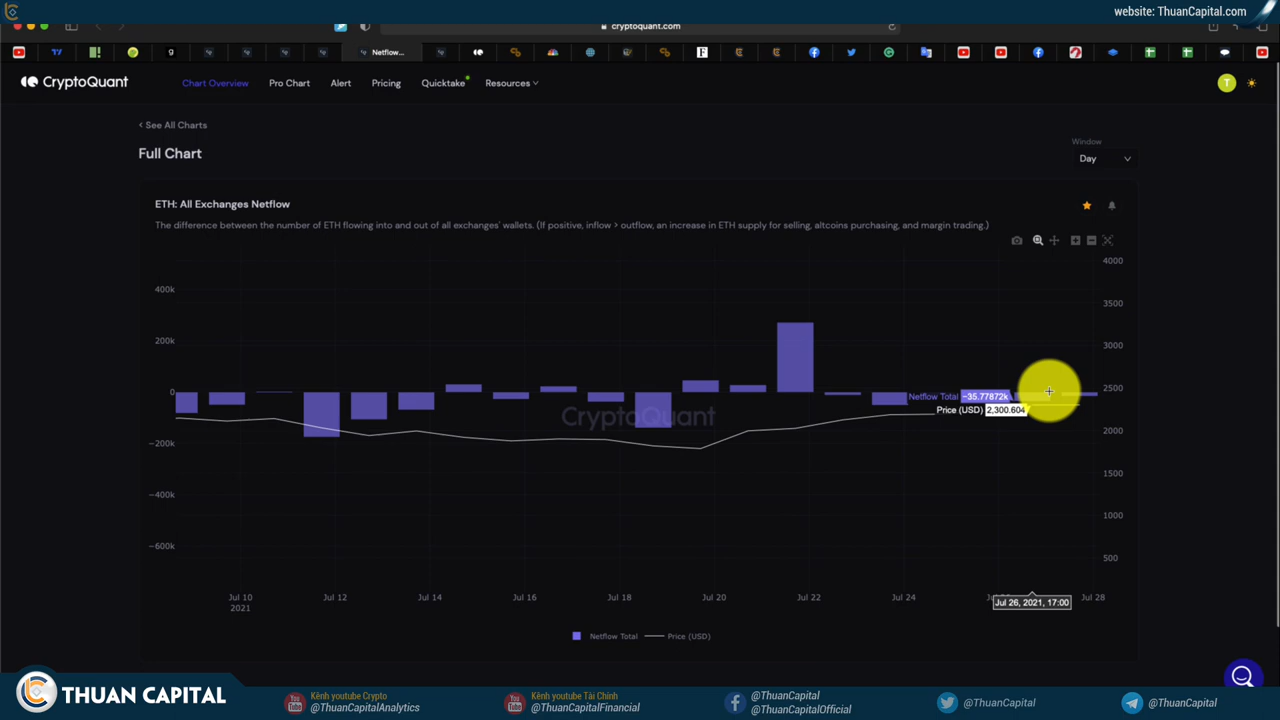 website: ThuanCapital.com
cryptoquant.com
Netflow...
CryptoQuant
Chart Overview
Pro Chart
Alert
Pricing
Quicktake
Resources
T
< See All Charts
Full Chart
Window
Day
ETH: All Exchanges Netflow
The difference between the number of ETH flowing into and out of all exchanges' wallets. (If positive, inflow > outflow, an increase in ETH supply for selling, altcoins purchasing, and margin trading.)
400k
200k
0
−200k
−400k
−600k
4000
3500
3000
2500
2000
1500
1000
500
CryptoQuant
Netflow Total −35.77872k
Price (USD) 2,300.604
Jul 10
2021
Jul 12
Jul 14
Jul 16
Jul 18
Jul 20
Jul 22
Jul 24
Jul 28
Jul 26, 2021, 17:00
Netflow Total
Price (USD)
THUAN CAPITAL
Kênh youtube Crypto
@ThuanCapitalAnalytics
Kênh youtube Tài Chính
@ThuanCapitalFinancial
@ThuanCapital
@ThuanCapitalOfficial
@ThuanCapital
@ThuanCapital